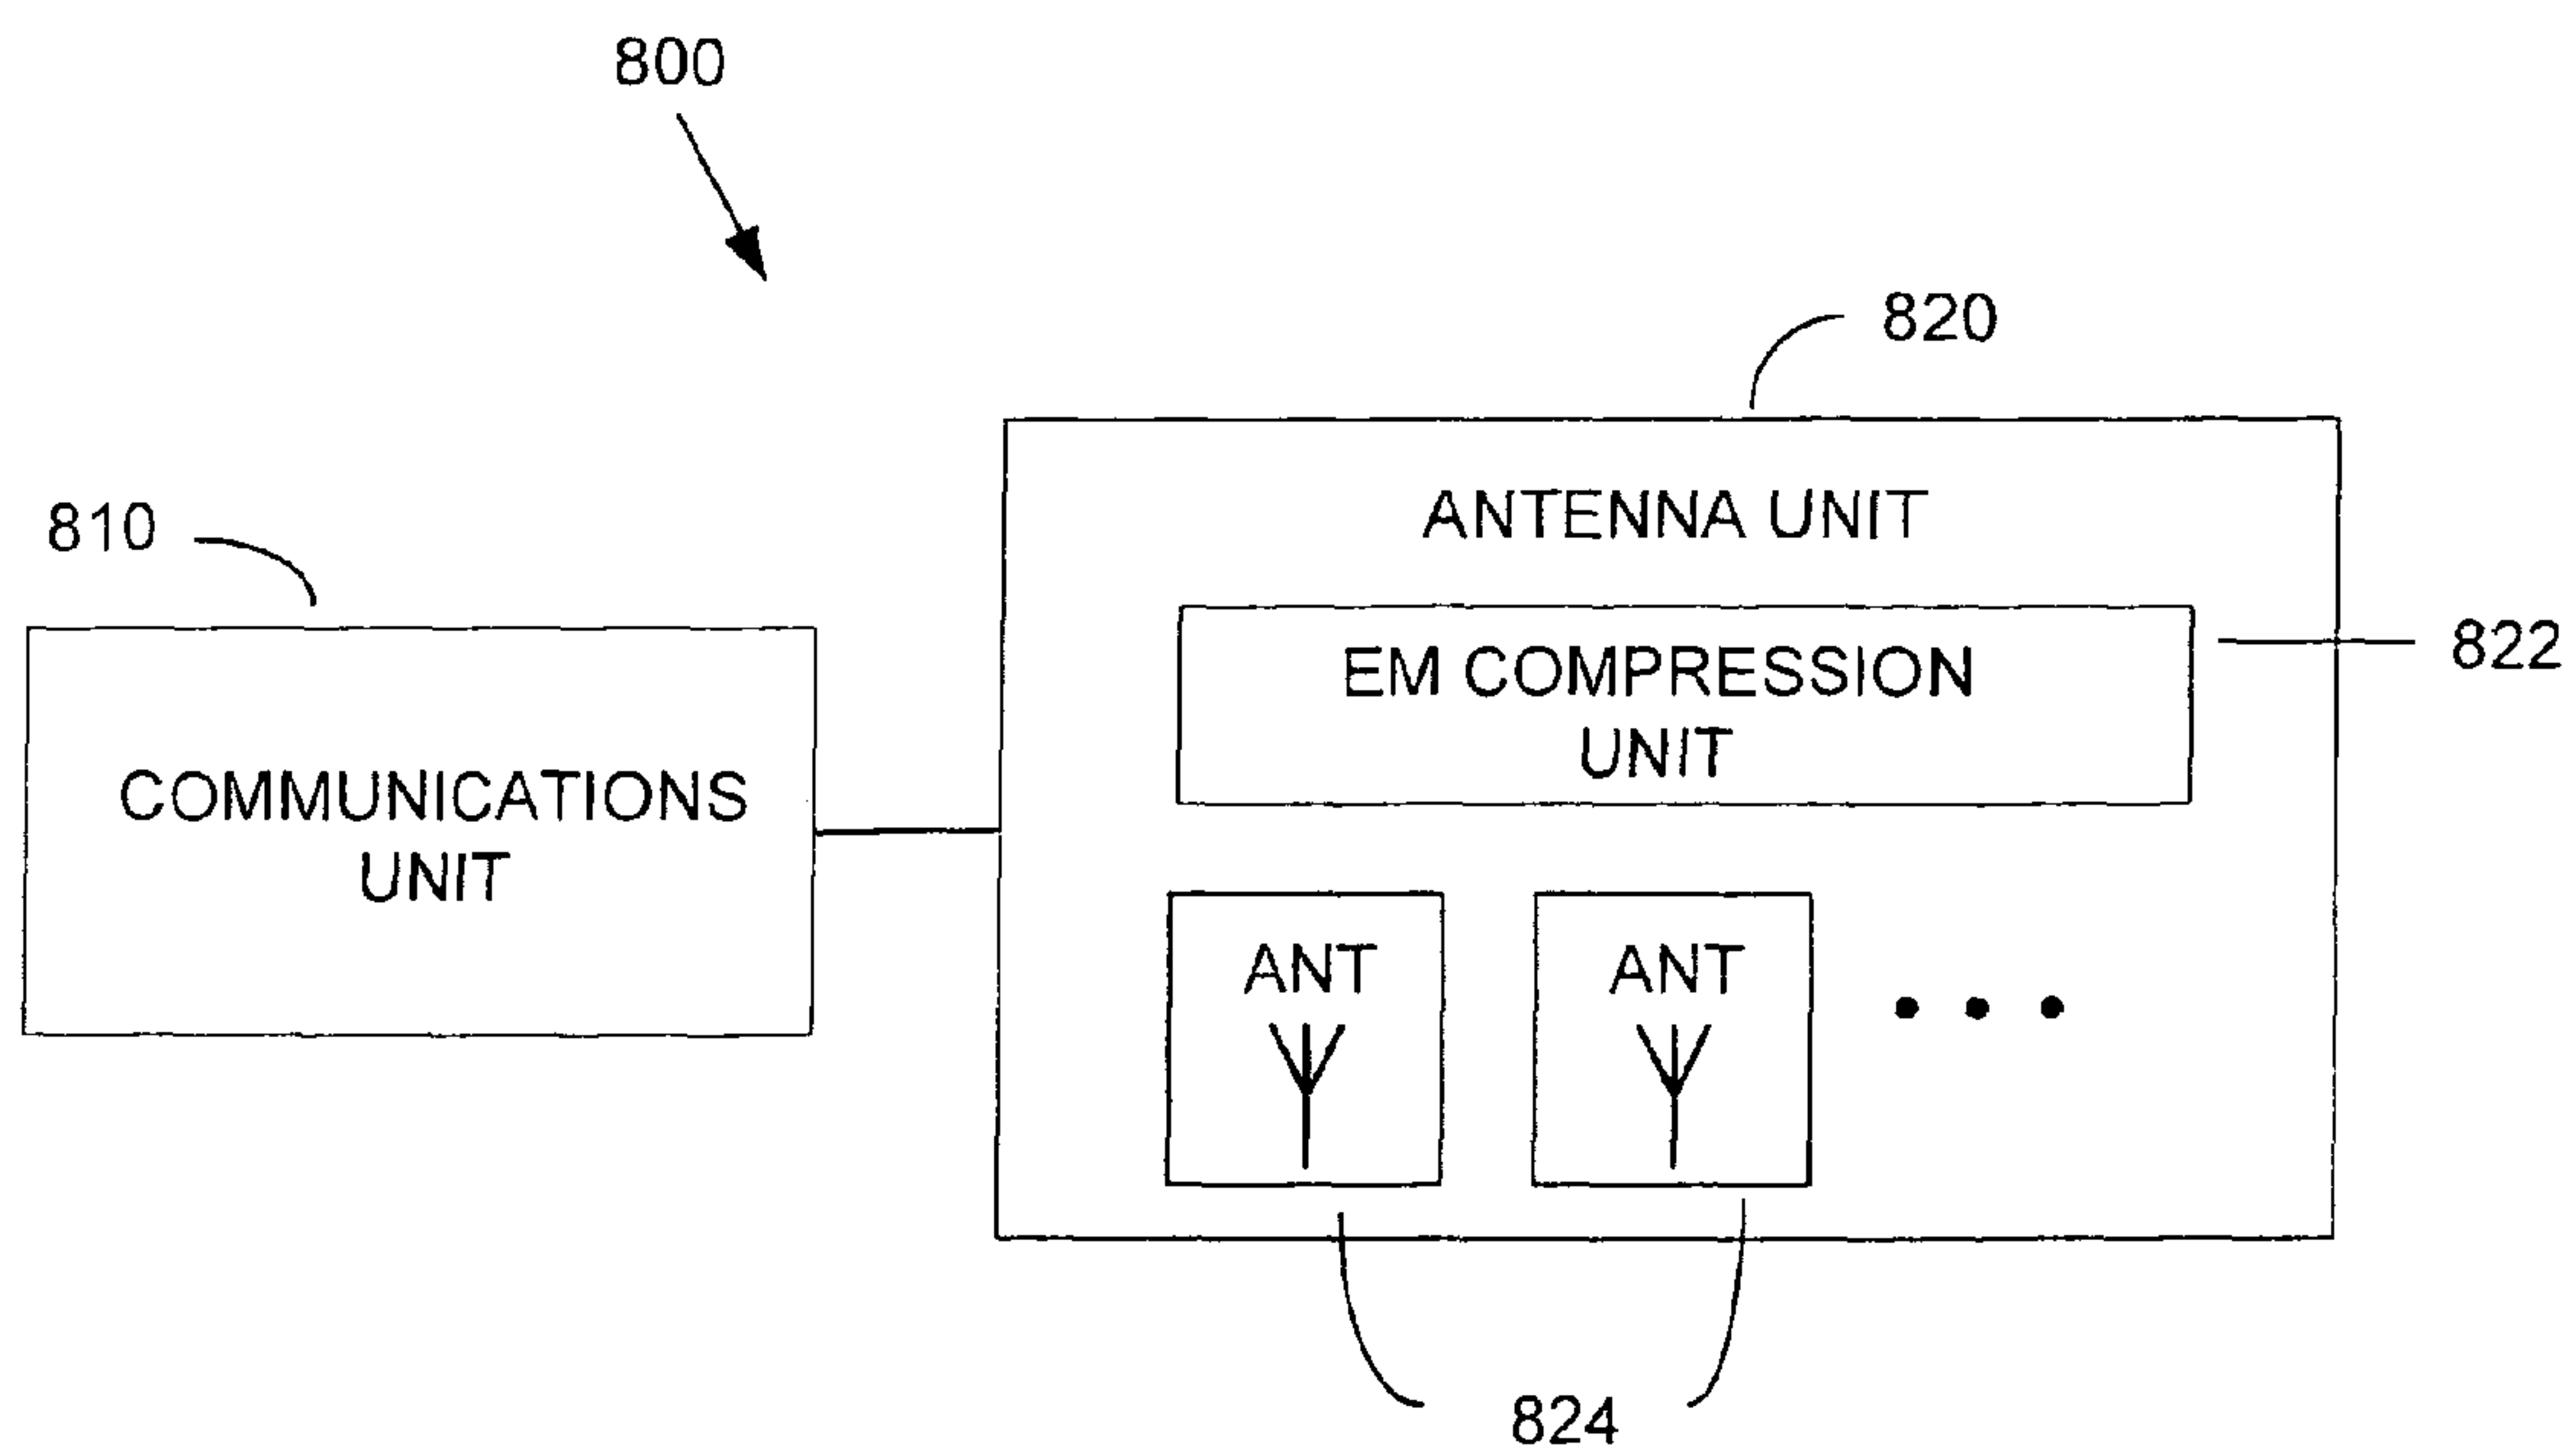 800
820
810
ANTENNA UNIT
822
EM COMPRESSION
UNIT
COMMUNICATIONS
UNIT
ANT
ANT
824